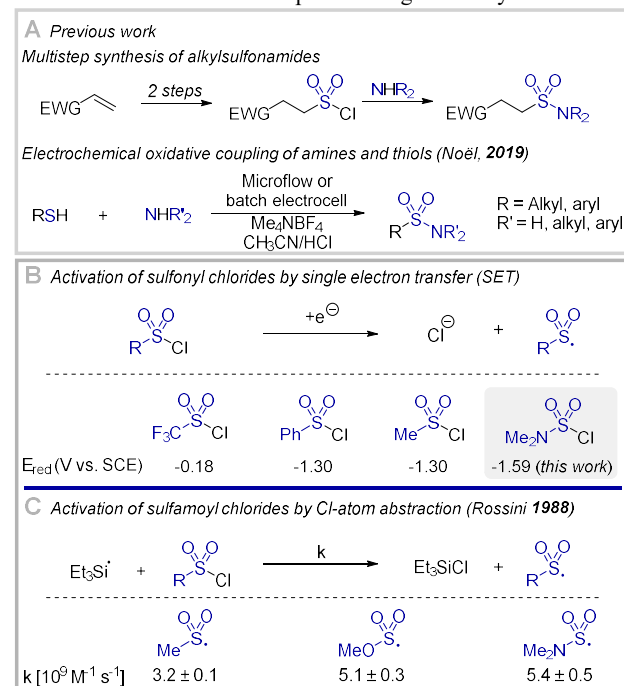 A Previous work
Multistep synthesis of alkylsulfonamides
EWG 2 steps EWG O O S Cl NHR2 EWG O O S NR2
Electrochemical oxidative coupling of amines and thiols (Noël, 2019)
RSH + NHR'2 Microflow or batch electrocell Me4NBF4 CH3CN/HCl O O R S NR'2 R = Alkyl, aryl R' = H, alkyl, aryl
B Activation of sulfonyl chlorides by single electron transfer (SET)
O O R S Cl +e⊖ Cl⊖ + O O R S•
O O F3C S Cl O O Ph S Cl O O Me S Cl O O Me2N S Cl
Ered (V vs. SCE) -0.18 -1.30 -1.30 -1.59 (this work)
C Activation of sulfamoyl chlorides by Cl-atom abstraction (Rossini 1988)
Et3Si• + O O R S Cl k Et3SiCl + O O R S•
O O Me S• O O MeO S• O O Me2N S•
k [10⁹ M⁻¹ s⁻¹] 3.2 ± 0.1 5.1 ± 0.3 5.4 ± 0.5